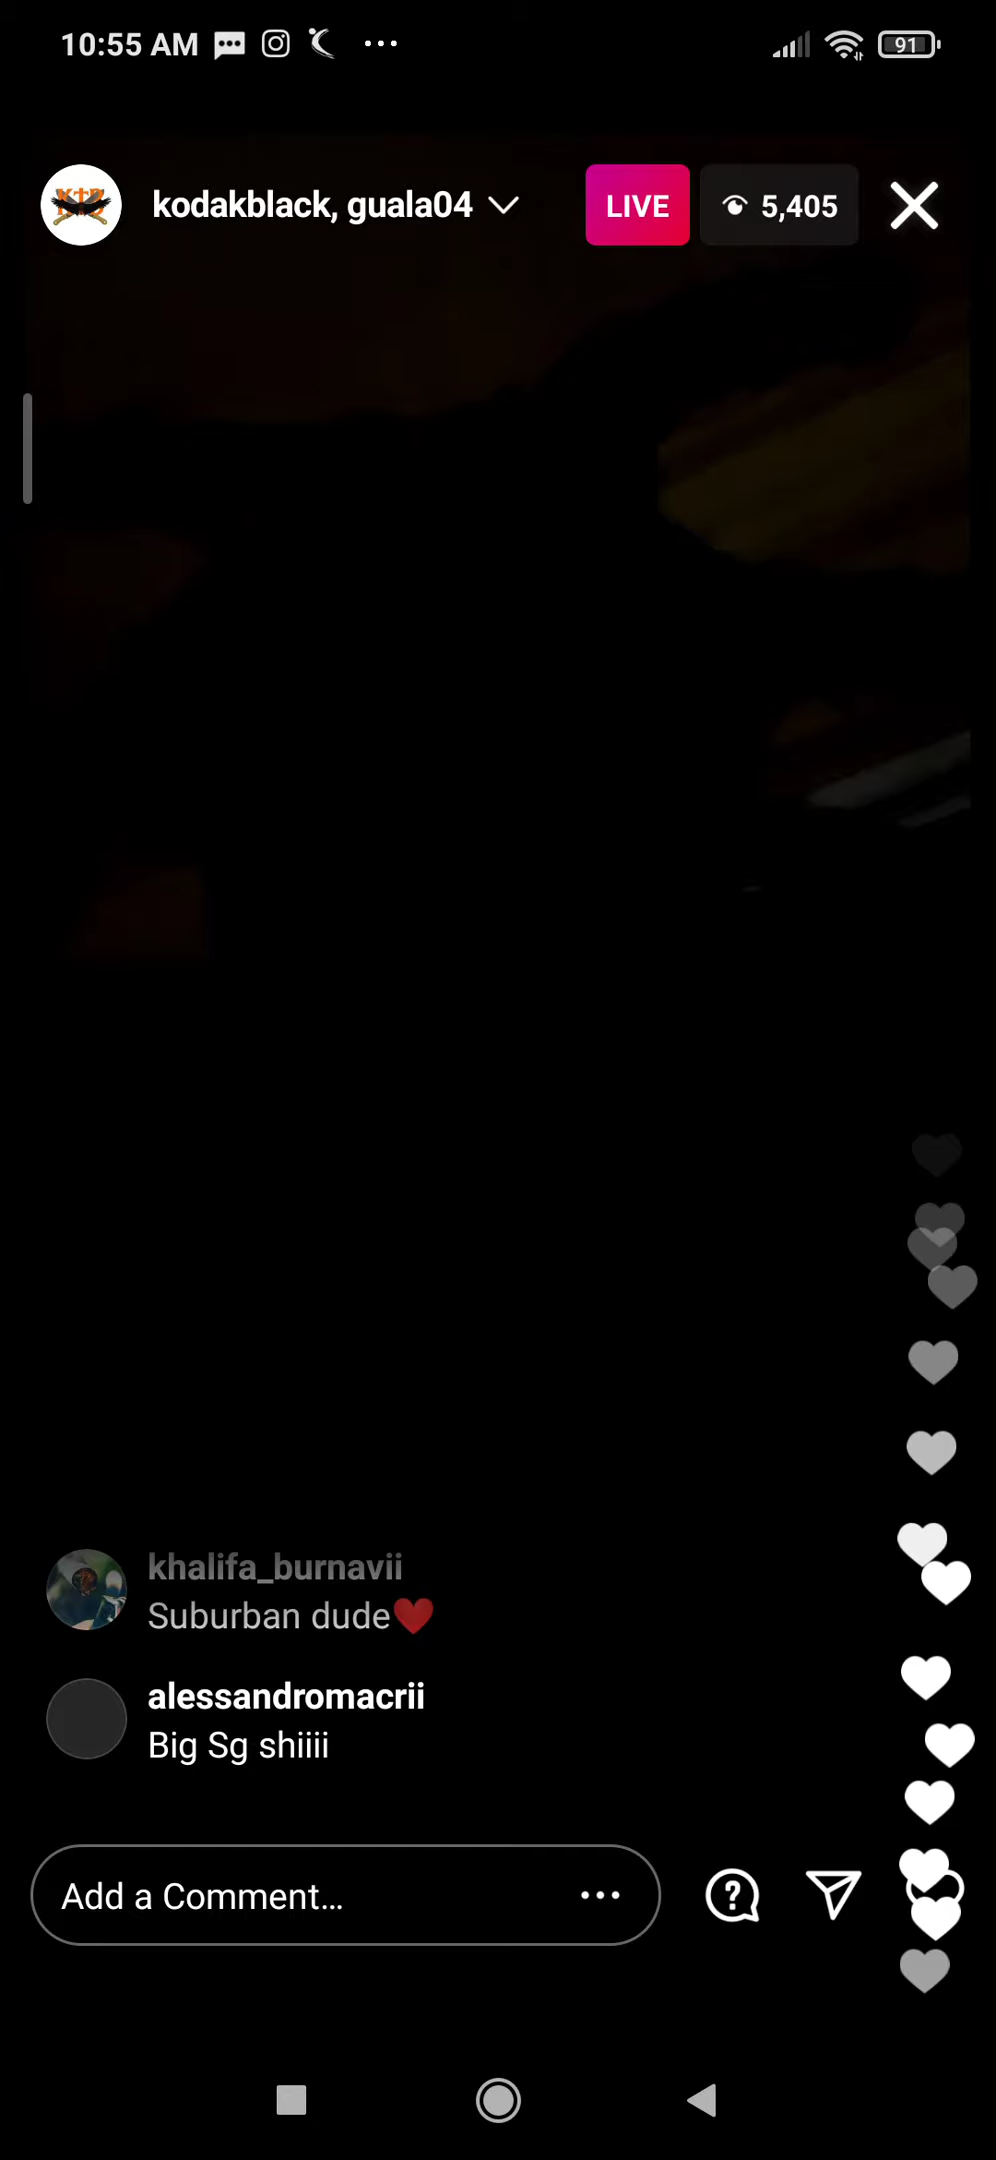 10:55 AM
91
kodakblack, guala04
LIVE
5,405
khalifa_burnavii
Suburban dude❤️
alessandromacrii
Big Sg shiiii
Add a Comment...